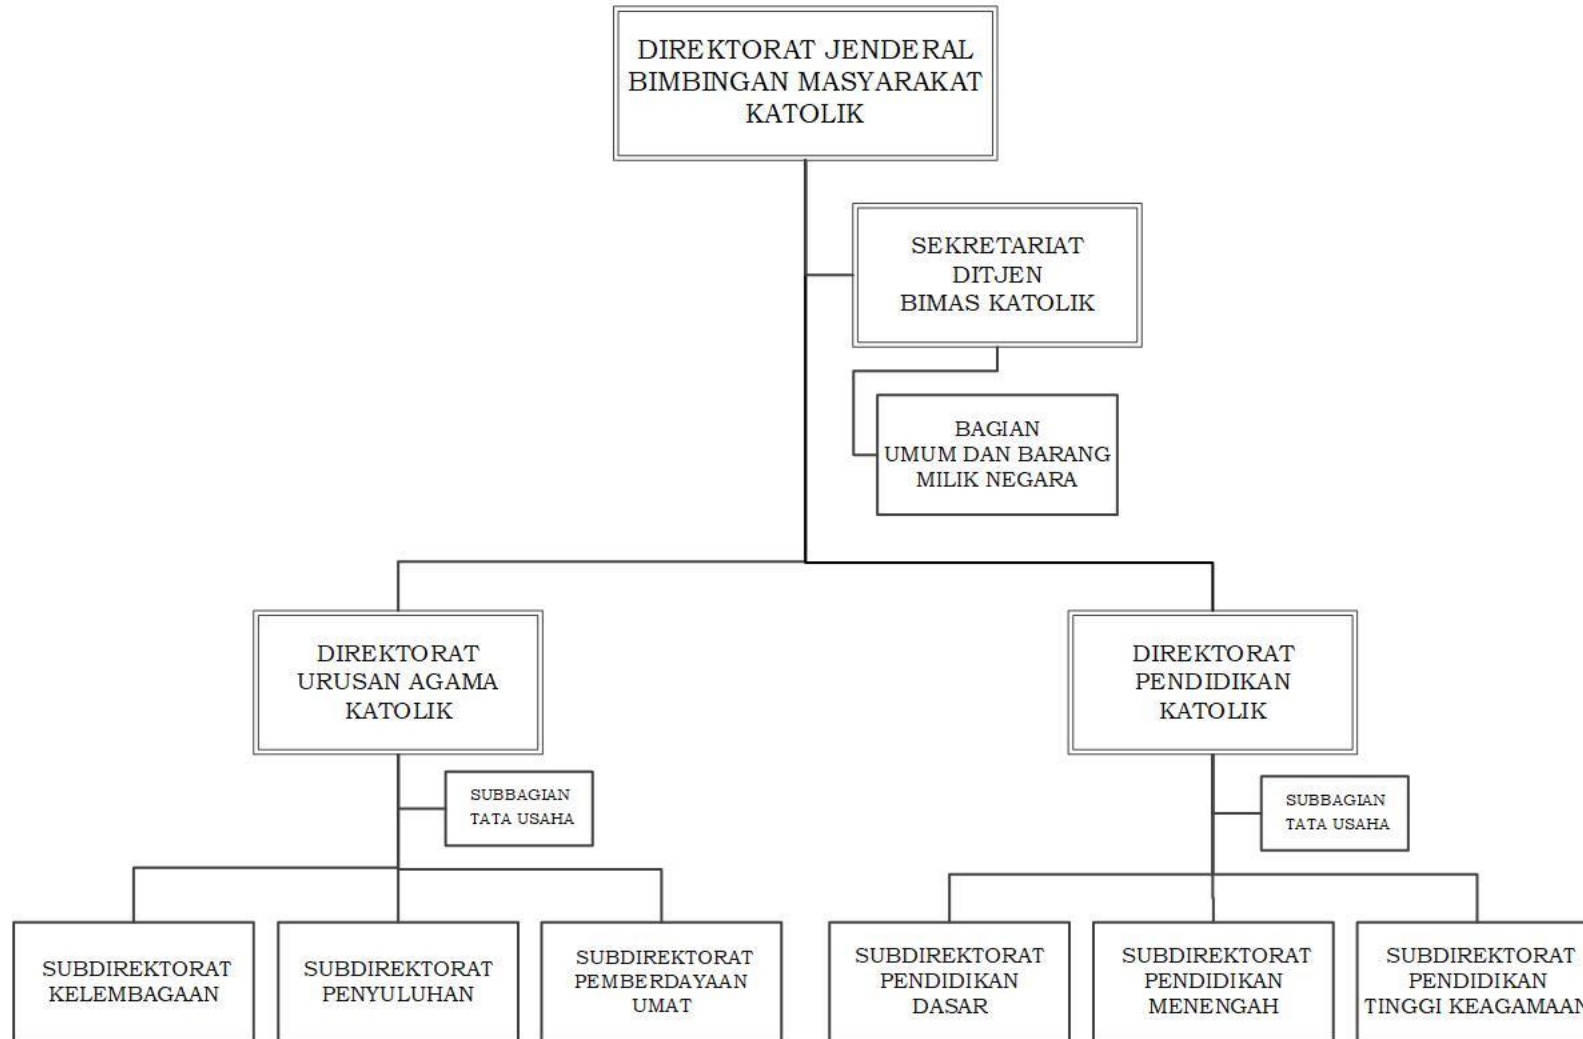 DIREKTORAT JENDERAL
BIMBINGAN MASYARAKAT
KATOLIK
SEKRETARIAT
DITJEN
BIMAS KATOLIK
BAGIAN
UMUM DAN BARANG
MILIK NEGARA
DIREKTORAT
URUSAN AGAMA
KATOLIK
DIREKTORAT
PENDIDIKAN
KATOLIK
SUBBAGIAN
TATA USAHA
SUBBAGIAN
TATA USAHA
SUBDIREKTORAT
KELEMBAGAAN
SUBDIREKTORAT
PENYULUHAN
SUBDIREKTORAT
PEMBERDAYAAN
UMAT
SUBDIREKTORAT
PENDIDIKAN
DASAR
SUBDIREKTORAT
PENDIDIKAN
MENENGAH
SUBDIREKTORAT
PENDIDIKAN
TINGGI KEAGAMAAN